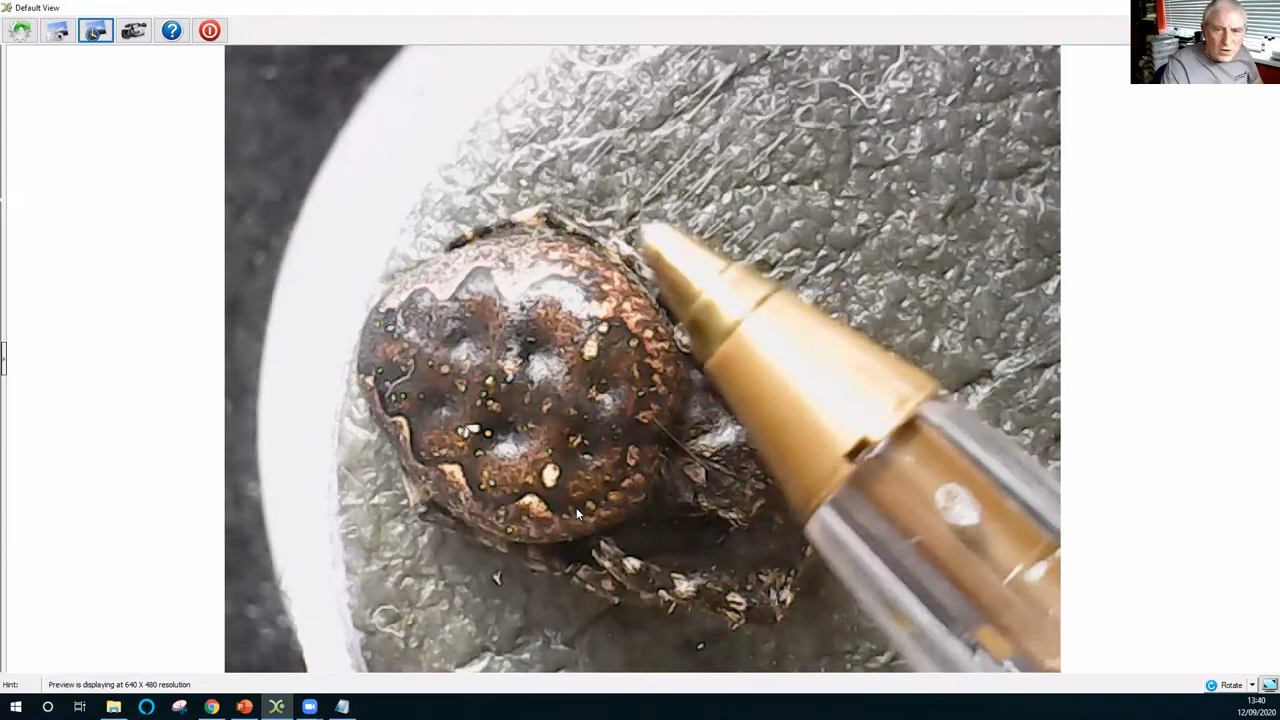 Default View
Hint:
Preview is displaying at 640 X 480 resolution
Rotate
13:40
12/09/2020